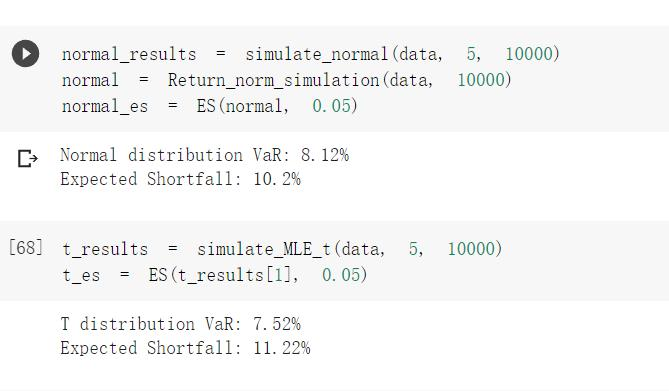 normal_results = simulate_normal(data, 5, 10000)
normal = Return_norm_simulation(data, 10000)
normal_es = ES(normal, 0.05)
Normal distribution VaR: 8.12%
Expected Shortfall: 10.2%
[68] t_results = simulate_MLE_t(data, 5, 10000)
t_es = ES(t_results[1], 0.05)
T distribution VaR: 7.52%
Expected Shortfall: 11.22%